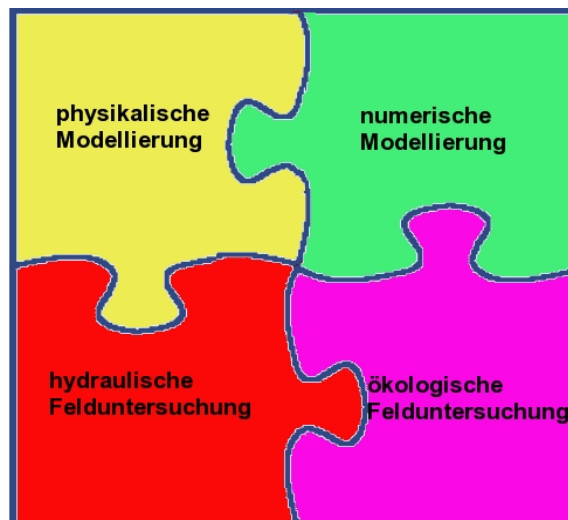 physikalische
Modellierung
numerische
Modellierung
hydraulische
Felduntersuchung
ökologische
Felduntersuchung